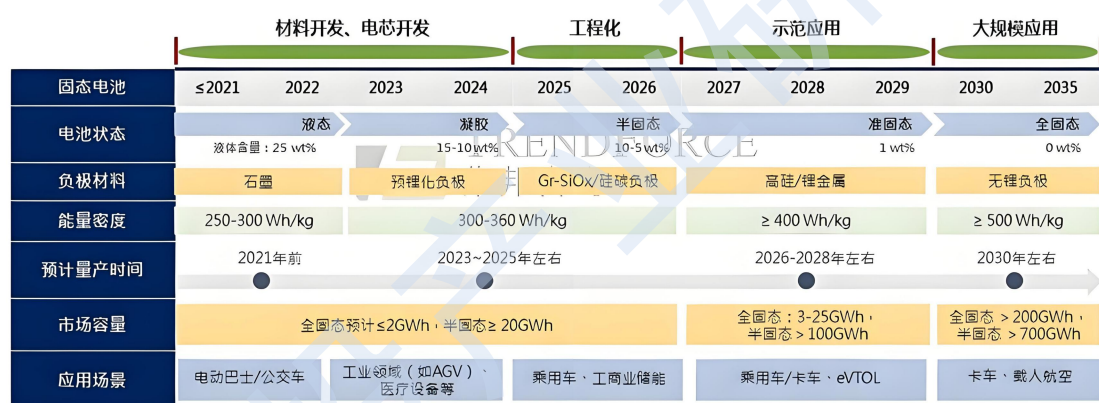 材料开发、电芯开发 工程化 示范应用 大规模应用
固态电池 ≤2021 2022 2023 2024 2025 2026 2027 2028 2029 2030 2035
电池状态 液态 凝胶 半固态 准固态 全固态
液体含量：25 wt% 15-10 wt% 10-5wt% 1 wt% 0 wt%
TRENDFORCE
负极材料 石墨 预锂化负极 Gr-SiOx/硅碳负极 高硅/锂金属 无锂负极
能量密度 250-300 Wh/kg 300-360 Wh/kg ≥ 400 Wh/kg ≥ 500 Wh/kg
预计量产时间 2021年前 2023~2025年左右 2026-2028年左右 2030年左右
市场容量 全固态预计≤2GWh，半固态≥ 20GWh 全固态：3-25GWh， 全固态 > 200GWh，
半固态 > 100GWh 半固态 > 700GWh
应用场景 电动巴士/公交车 工业领域（如AGV）、 乘用车、工商业储能 乘用车/卡车、eVTOL 卡车、载人航空
医疗设备等